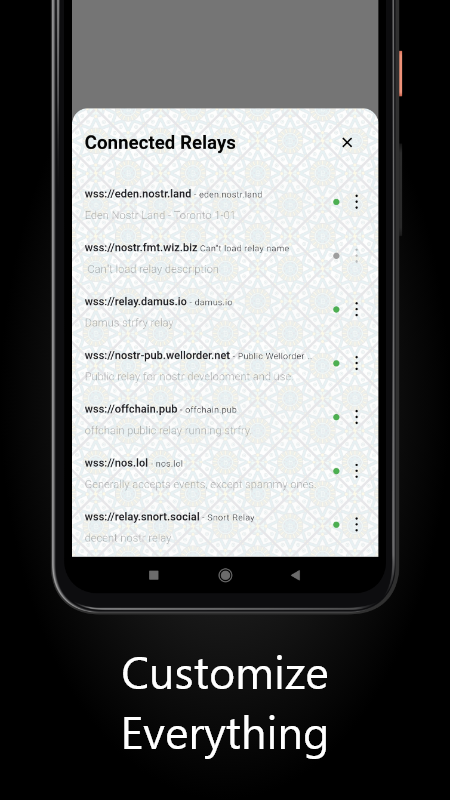 Connected Relays
wss://eden.nostr.land - eden nostr.land
Eden Nostr Land - Toronto 1-01
wss://nostr.fmt.wiz.biz Can't load relay name
Can't load relay description
wss://relay.damus.io - damus.io
Damus strfry relay
wss://nostr-pub.wellorder.net - Public Wellorder ...
Public relay for nostr development and use.
wss://offchain.pub - offchain.pub
offchain public relay running strfry
wss://nos.lol - nos.lol
Generally accepts events, except spammy ones.
wss://relay.snort.social - Snort Relay
decent nostr relay
Customize
Everything